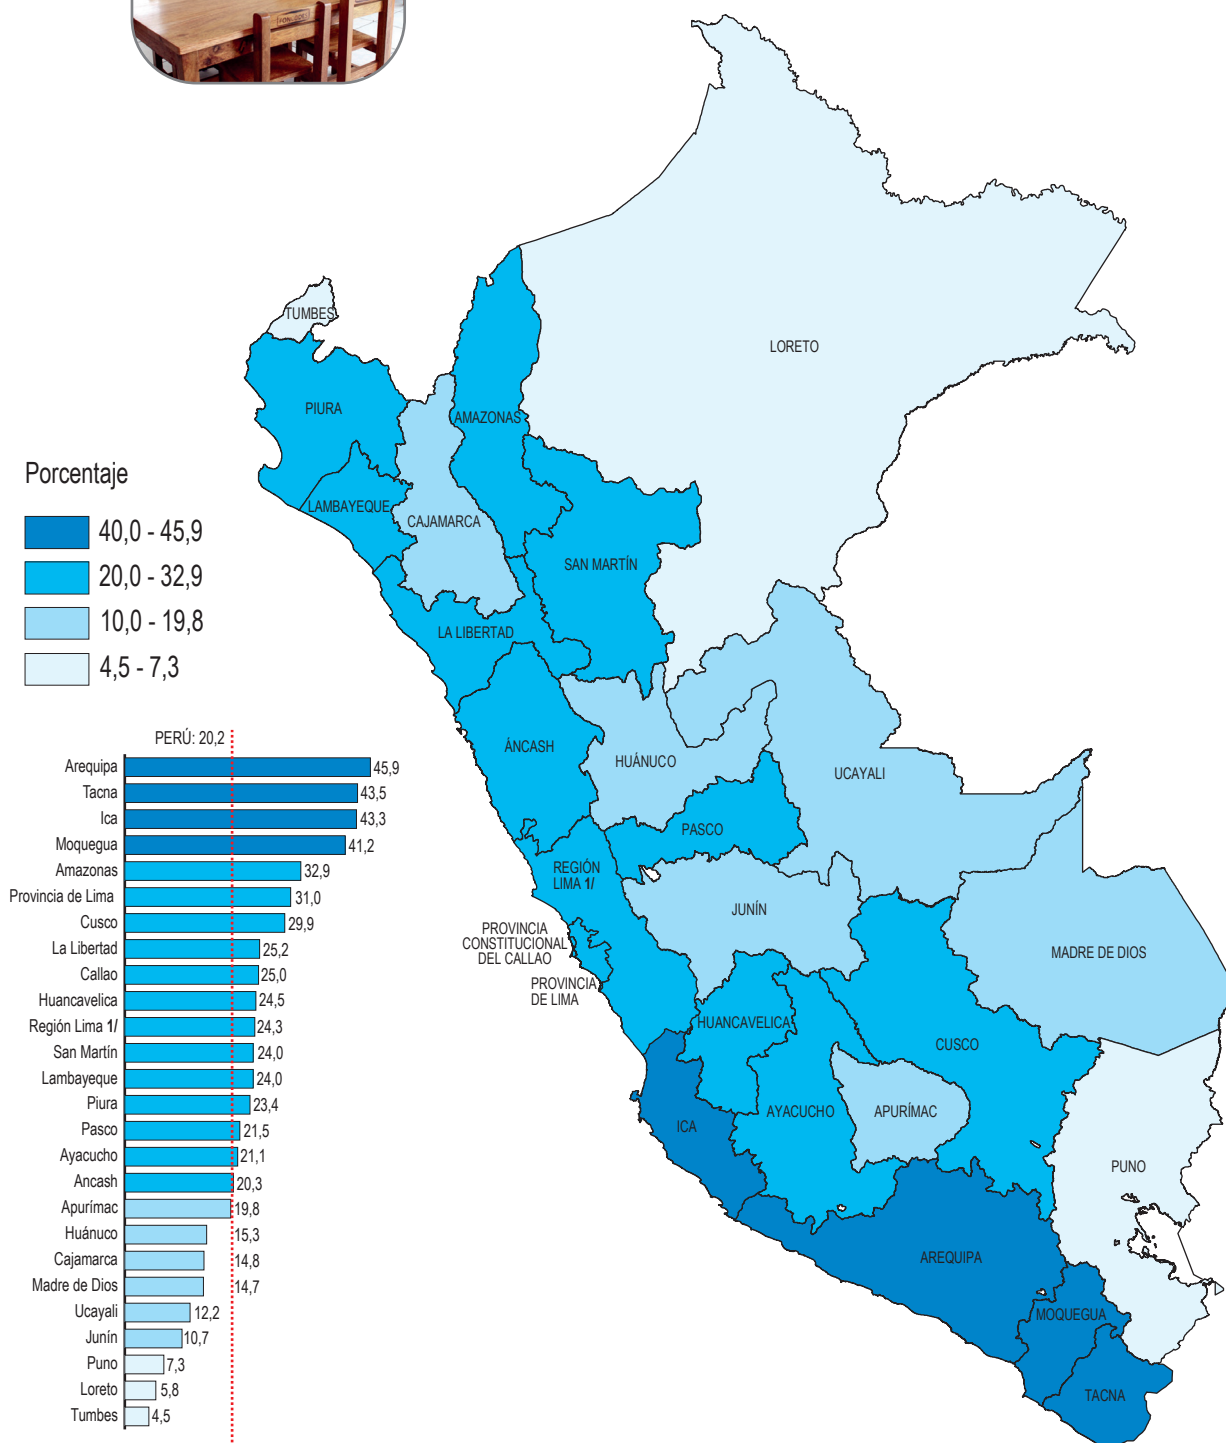 TUMBES
LORETO
PIURA
AMAZONAS
Porcentaje
LAMBAYEQUE
CAJAMARCA
40,0 - 45,9
20,0 - 32,9
SAN MARTÍN
10,0 - 19,8
LA LIBERTAD
4,5 - 7,3
PERÚ: 20,2
ÁNCASH
HUÁNUCO
UCAYALI
PASCO
REGIÓN
LIMA 1/
JUNÍN
PROVINCIA
CONSTITUCIONAL
DEL CALLAO
MADRE DE DIOS
PROVINCIA
DE LIMA
HUANCAVELICA
CUSCO
AYACUCHO
APURÍMAC
ICA
PUNO
AREQUIPA
MOQUEGUA
TACNA
Arequipa 45,9
Tacna 43,5
Ica 43,3
Moquegua 41,2
Amazonas 32,9
Provincia de Lima 31,0
Cusco 29,9
La Libertad 25,2
Callao 25,0
Huancavelica 24,5
Región Lima 1/ 24,3
San Martín 24,0
Lambayeque 24,0
Piura 23,4
Pasco 21,5
Ayacucho 21,1
Ancash 20,3
Apurímac 19,8
Huánuco 15,3
Cajamarca 14,8
Madre de Dios 14,7
Ucayali 12,2
Junín 10,7
Puno 7,3
Loreto 5,8
Tumbes 4,5